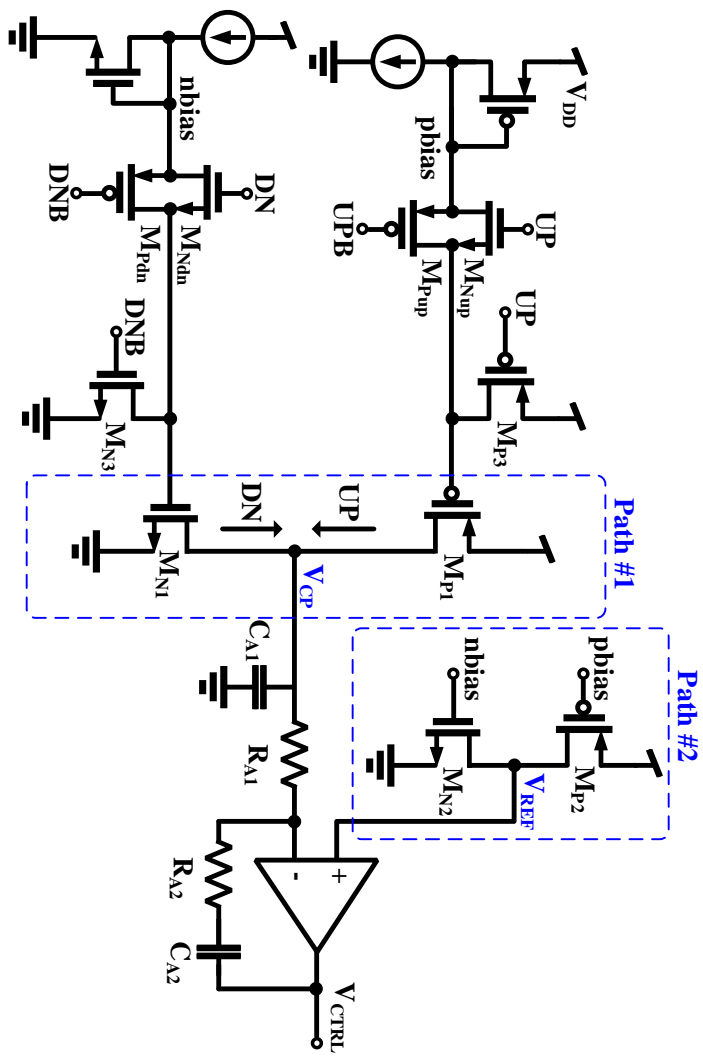 Path #1
Path #2
V_DD
UP
UP
pbias
pbias
M_Nup
M_Pup
UPB
M_P3
M_P1
M_P2
V_REF
UP
DN
V_CP
nbias
nbias
DN
M_Ndn
M_Pdn
DNB
DNB
M_N3
M_N1
M_N2
C_A1
R_A1
+
-
R_A2
C_A2
V_CTRL